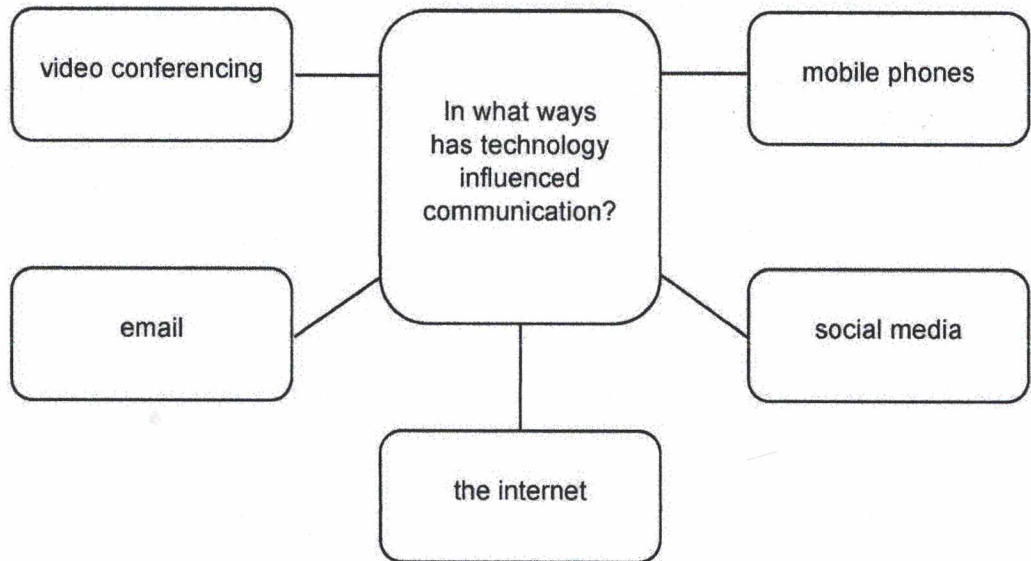 video conferencing
In what ways
has technology
influenced
communication?
mobile phones
email
social media
the internet